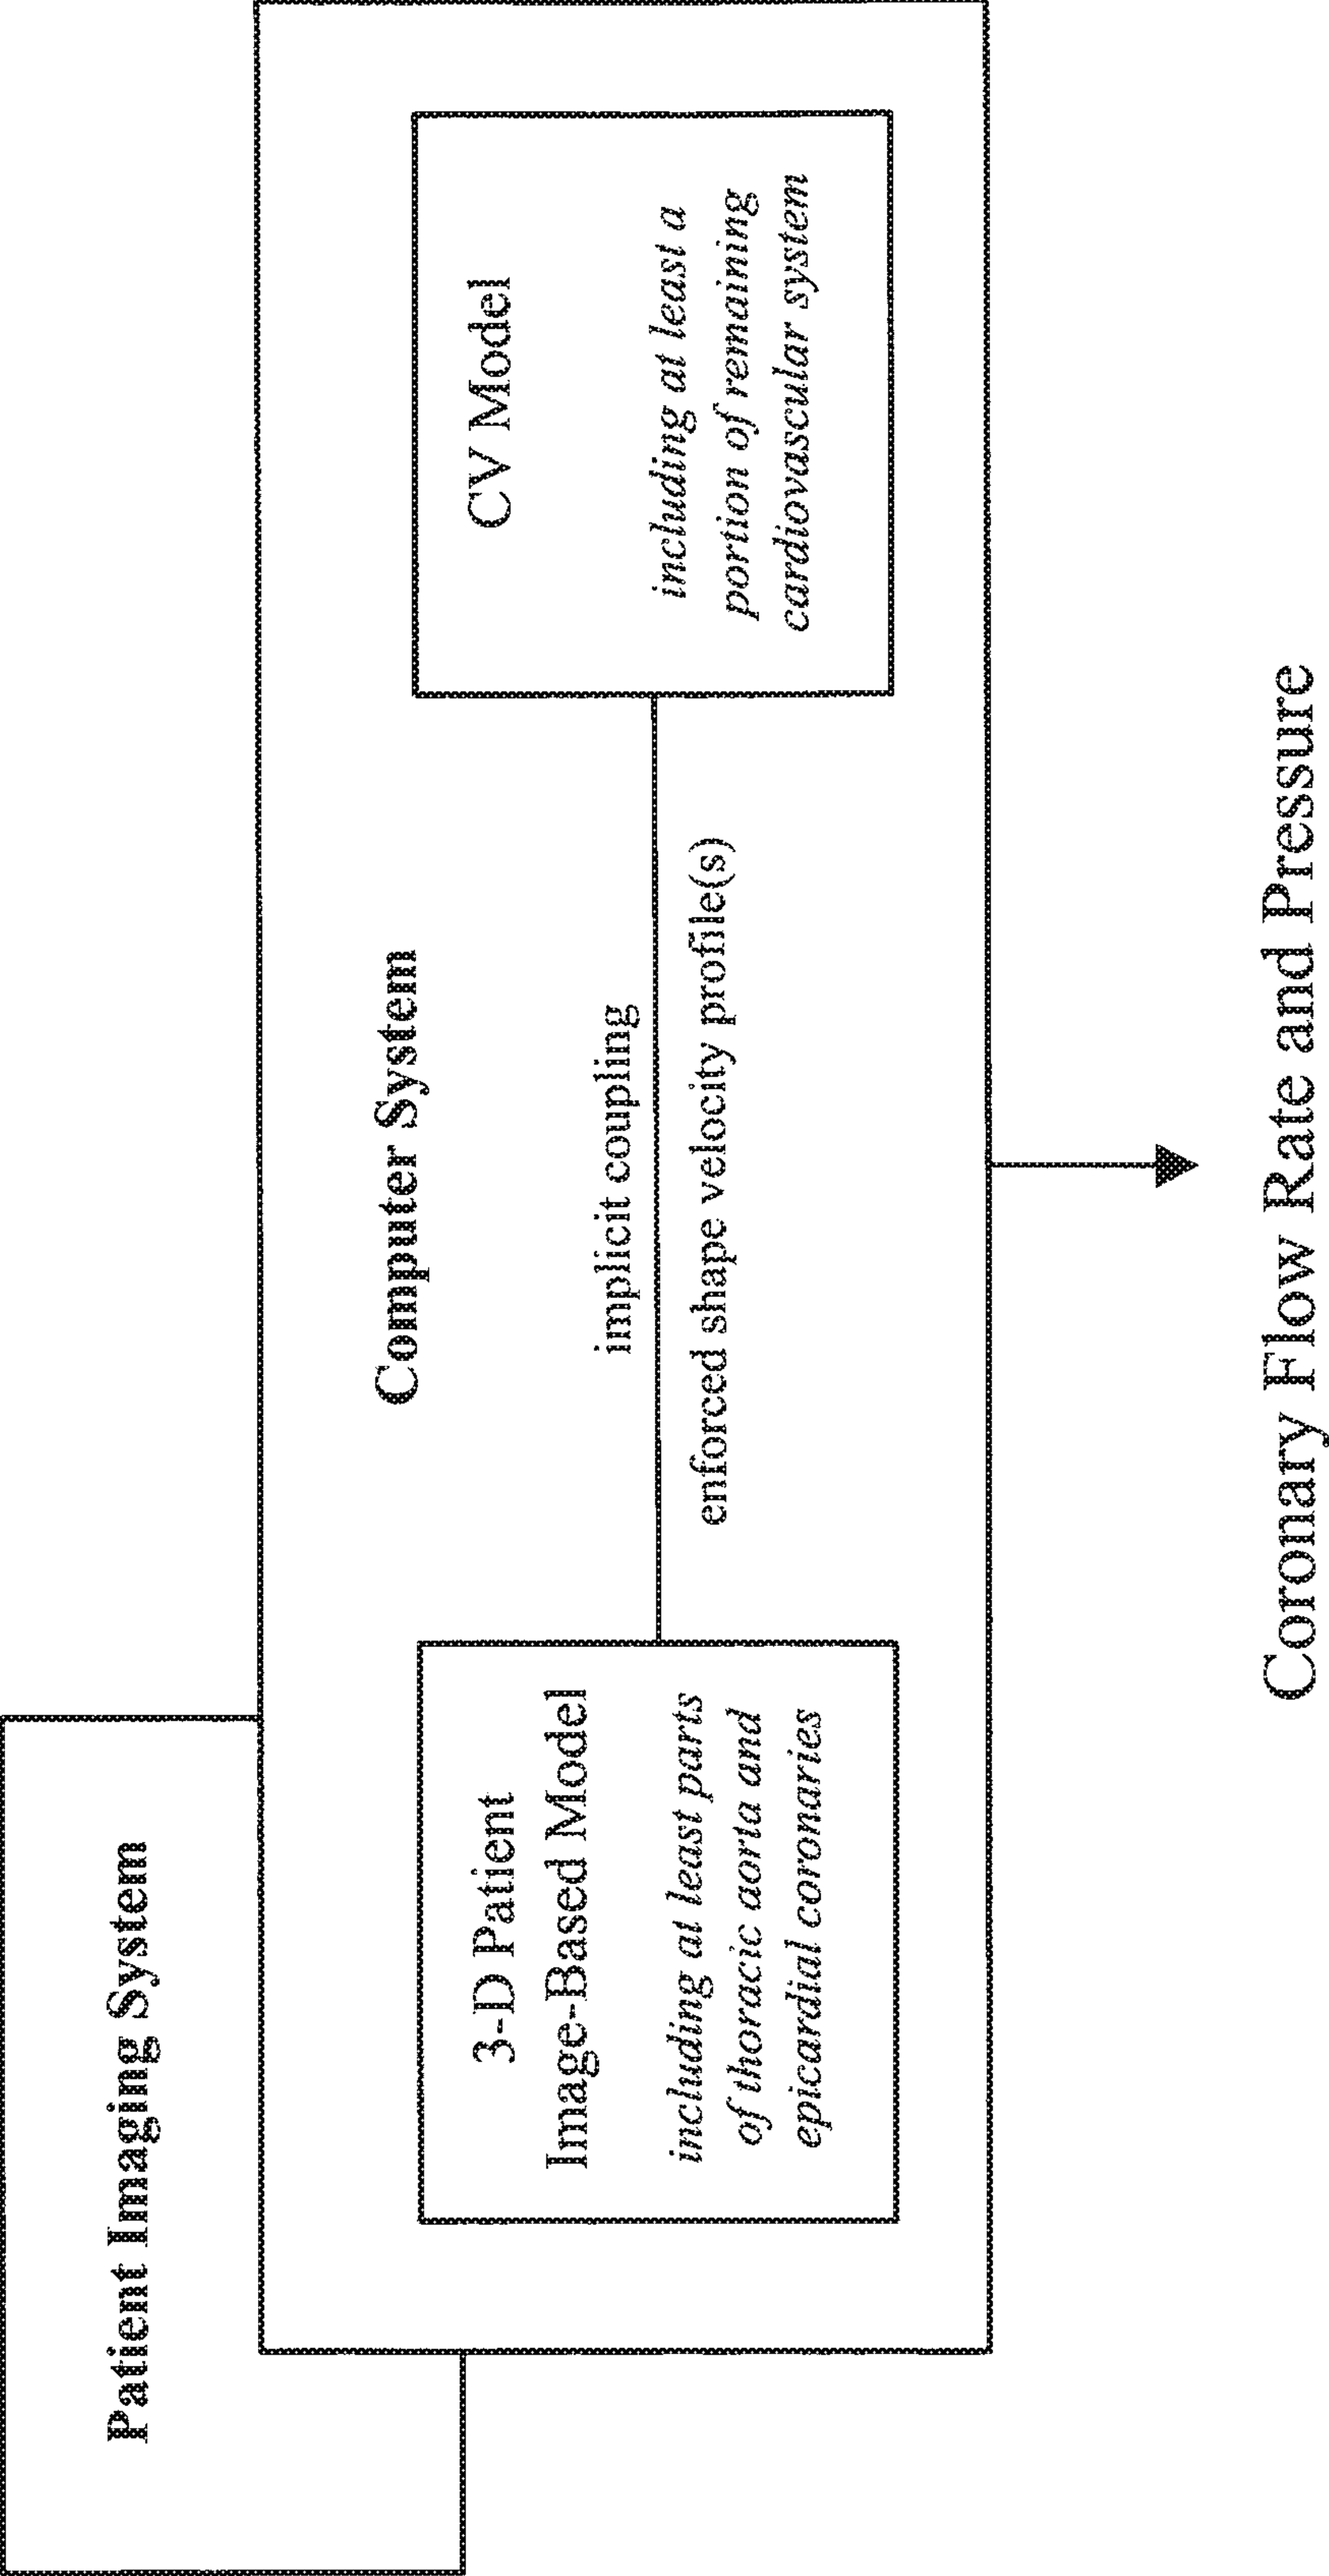 Patient Imaging System
Computer System
3-D Patient
Image-Based Model
including at least parts
of thoracic aorta and
epicardial coronaries
implicit coupling
enforced shape velocity profile(s)
CV Model
including at least a
portion of remaining
cardiovascular system
Coronary Flow Rate and Pressure